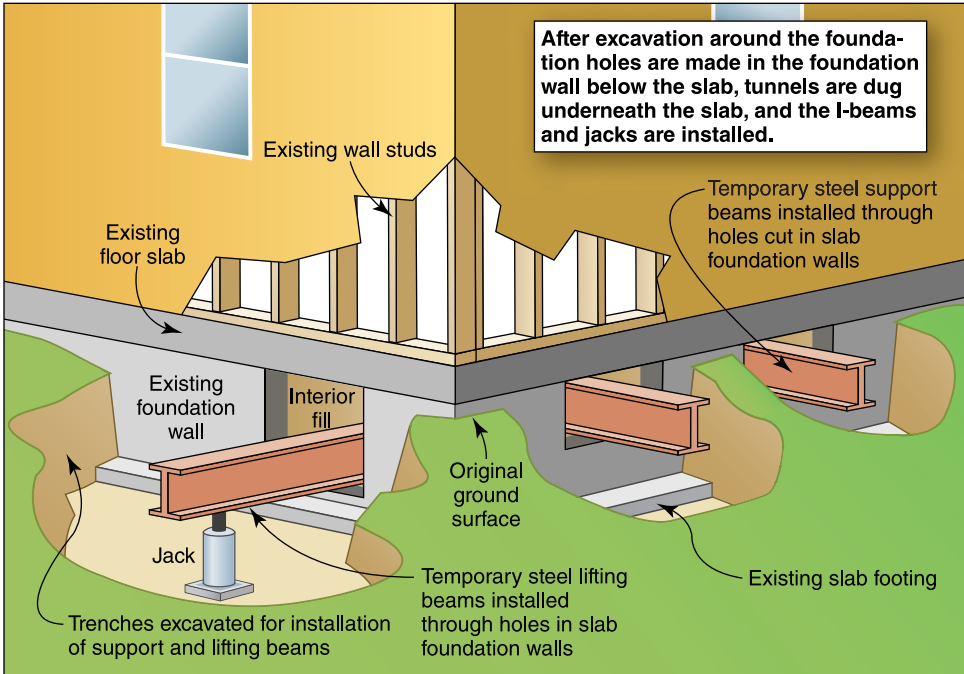 After excavation around the founda-
tion holes are made in the foundation
wall below the slab, tunnels are dug
underneath the slab, and the I-beams
and jacks are installed.
Existing wall studs
Temporary steel support
beams installed through
holes cut in slab
foundation walls
Existing
floor slab
Existing
foundation
wall
Interior
fill
Original
ground
surface
Jack
Temporary steel lifting
beams installed
through holes in slab
foundation walls
Existing slab footing
Trenches excavated for installation
of support and lifting beams